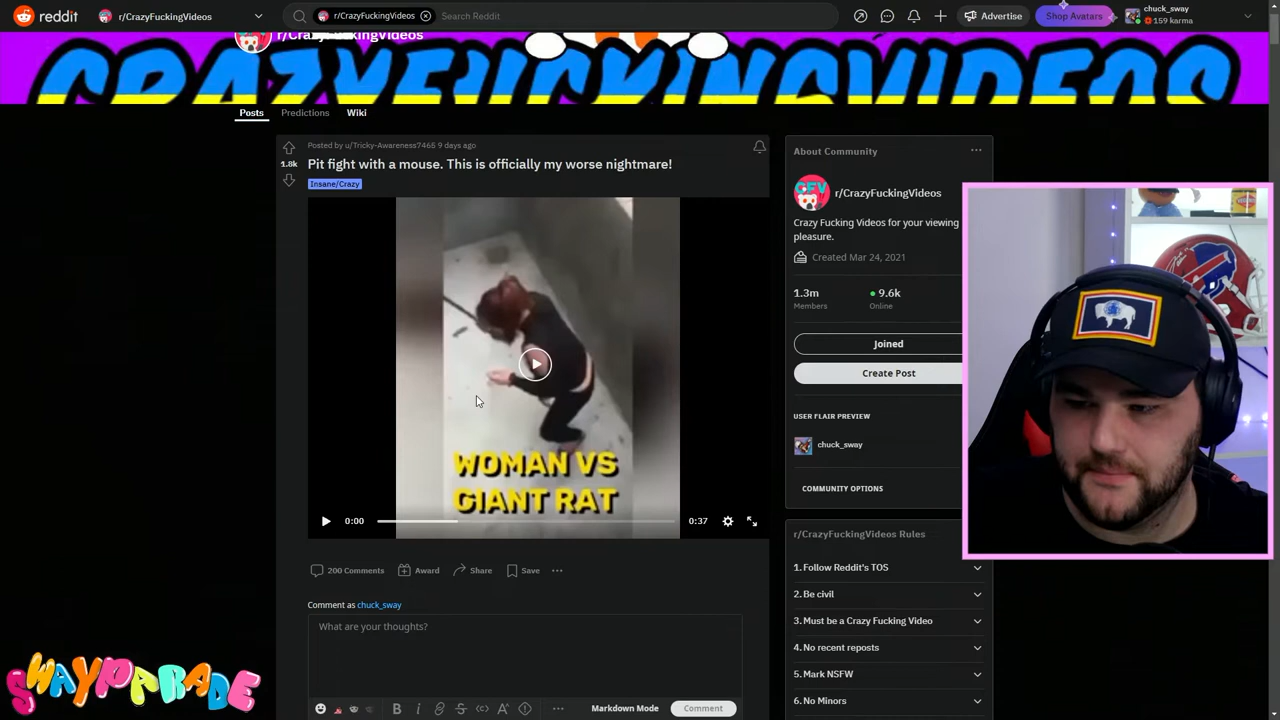 reddit
r/CrazyFuckingVideos
r/CrazyFuckingVideos
Search Reddit
Advertise
Shop Avatars
chuck_sway
159 karma
r/CrazyFuckingVideos
CRAZYFUCKINGVIDEOS
Posts
Predictions
Wiki
Posted by u/Tricky-Awareness7465 9 days ago
1.8k
Pit fight with a mouse. This is officially my worse nightmare!
Insane/Crazy
WOMAN VS
GIANT RAT
0:00
0:37
200 Comments
Award
Share
Save
Comment as chuck_sway
What are your thoughts?
Markdown Mode
Comment
About Community
r/CrazyFuckingVideos
Crazy Fucking Videos for your viewing
pleasure.
Created Mar 24, 2021
1.3m
9.6k
Members
Online
Joined
Create Post
USER FLAIR PREVIEW
chuck_sway
COMMUNITY OPTIONS
r/CrazyFuckingVideos Rules
1. Follow Reddit's TOS
2. Be civil
3. Must be a Crazy Fucking Video
4. No recent reposts
5. Mark NSFW
6. No Minors
SWAYPARADE